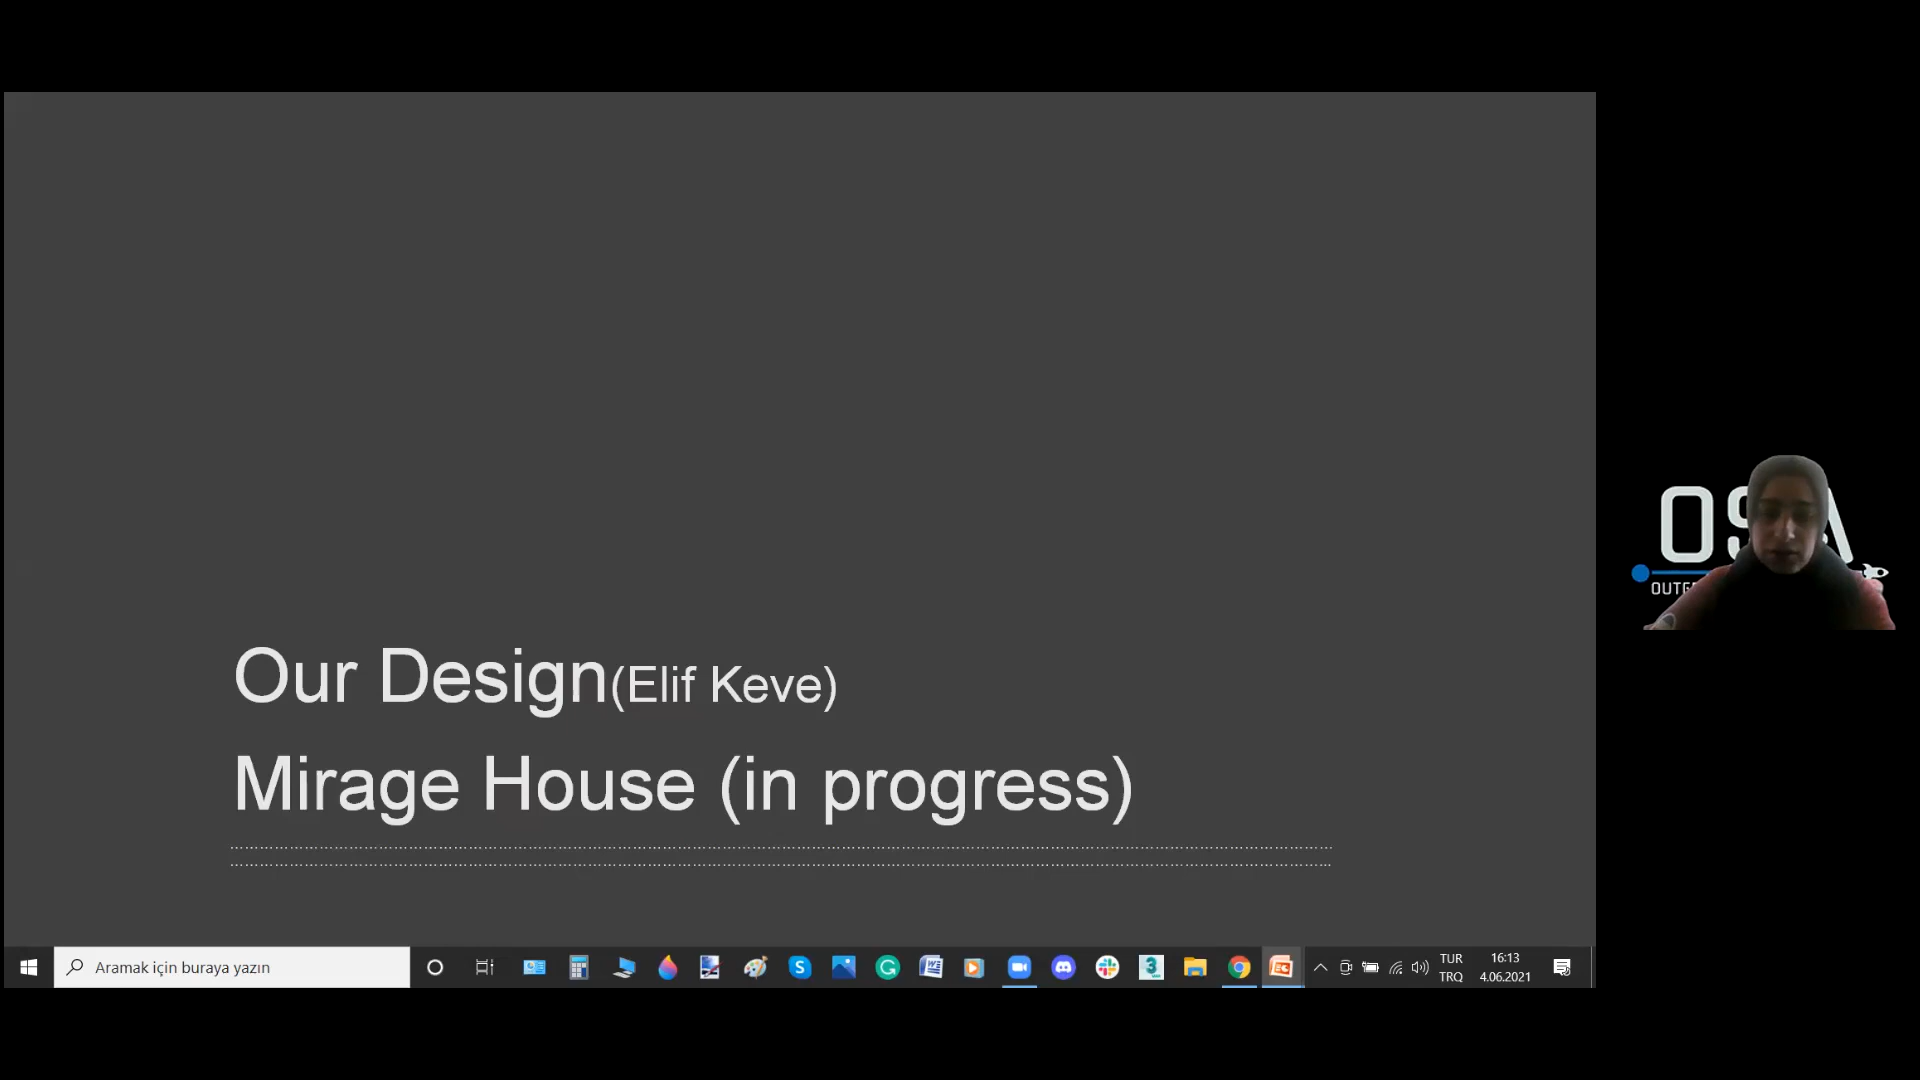 Our Design(Elif Keve)
Mirage House (in progress)
Aramak için buraya yazın
TUR
TRQ
16:13
4.06.2021